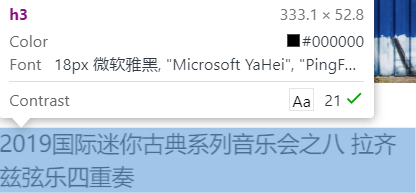 h3 333.1 × 52.8
Color #000000
Font 18px 微软雅黑, "Microsoft YaHei", "PingF...
Contrast Aa 21
2019国际迷你古典系列音乐会之八 拉齐
兹弦乐四重奏